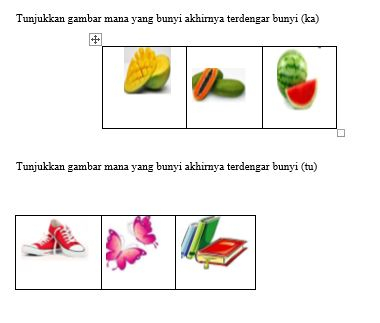 Tunjukkan gambar mana yang bunyi akhirnya terdengar bunyi (ka)
Tunjukkan gambar mana yang bunyi akhirnya terdengar bunyi (tu)